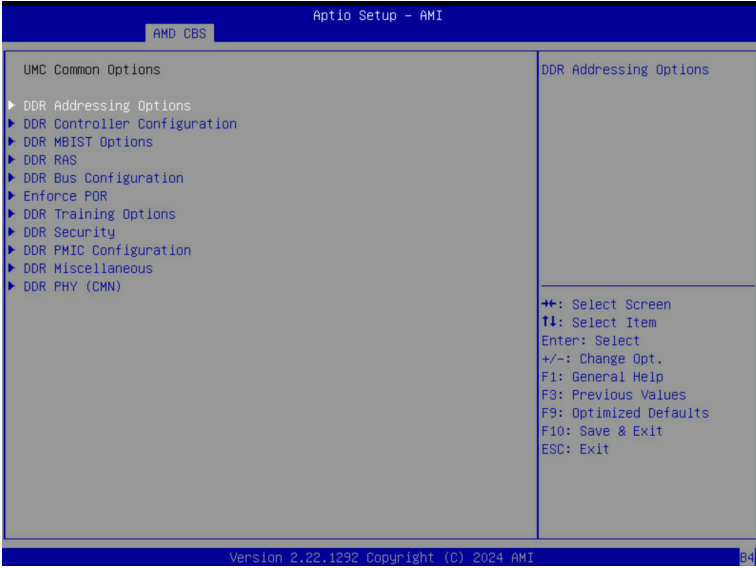 Aptio Setup – AMI
AMD CBS
UMC Common Options
DDR Addressing Options
DDR Addressing Options
DDR Controller Configuration
DDR MBIST Options
DDR RAS
DDR Bus Configuration
Enforce POR
DDR Training Options
DDR Security
DDR PMIC Configuration
DDR Miscellaneous
DDR PHY (CMN)
→←: Select Screen
↑↓: Select Item
Enter: Select
+/-: Change Opt.
F1: General Help
F3: Previous Values
F9: Optimized Defaults
F10: Save & Exit
ESC: Exit
Version 2.22.1292 Copyright (C) 2024 AMI
B4